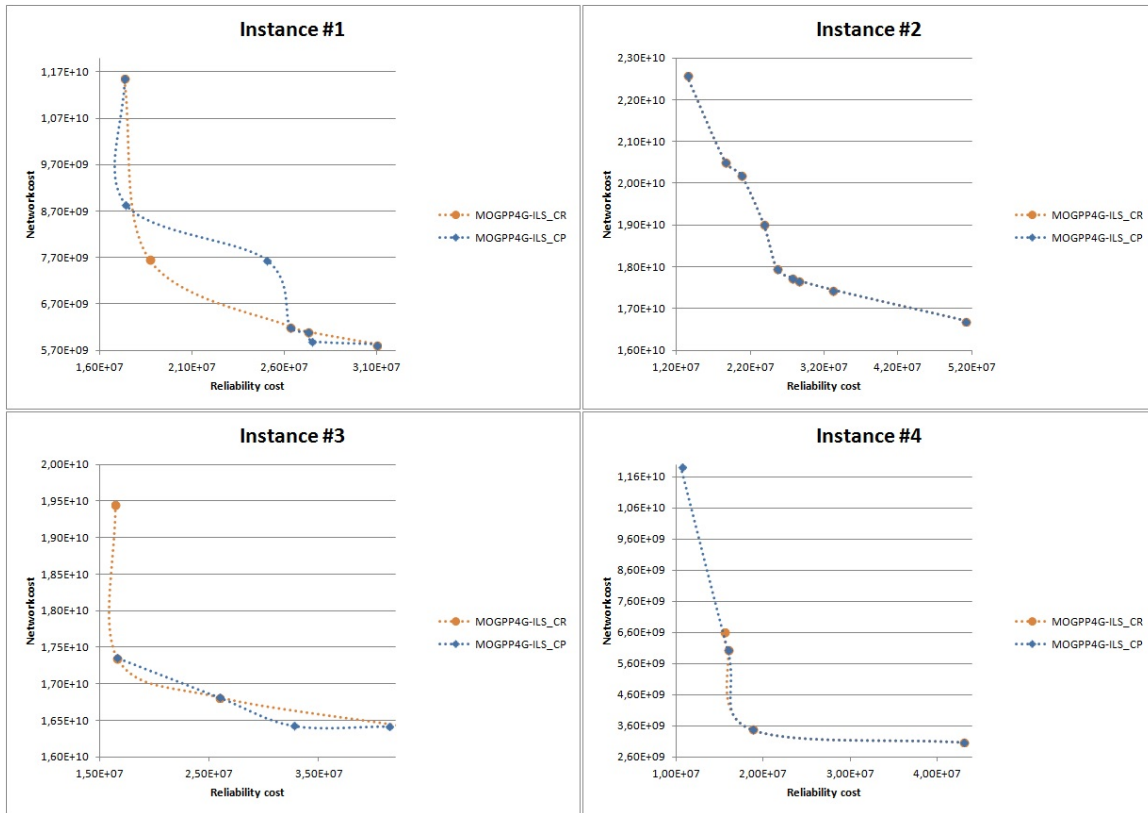 Instance #1
1,17E+10
1,07E+10
9,70E+09
8,70E+09
7,70E+09
6,70E+09
5,70E+09
Networkcost
1,60E+07 2,10E+07 2,60E+07 3,10E+07
Reliability cost
MOGPP4G-ILS_CR
MOGPP4G-ILS_CP
Instance #2
2,30E+10
2,20E+10
2,10E+10
2,00E+10
1,90E+10
1,80E+10
1,70E+10
1,60E+10
Networkcost
1,20E+07 2,20E+07 3,20E+07 4,20E+07 5,20E+07
Reliability cost
MOGPP4G-ILS_CR
MOGPP4G-ILS_CP
Instance #3
2,00E+10
1,95E+10
1,90E+10
1,85E+10
1,80E+10
1,75E+10
1,70E+10
1,65E+10
1,60E+10
Networkcost
1,50E+07 2,50E+07 3,50E+07
Reliability cost
MOGPP4G-ILS_CR
MOGPP4G-ILS_CP
Instance #4
1,16E+10
1,06E+10
9,60E+09
8,60E+09
7,60E+09
6,60E+09
5,60E+09
4,60E+09
3,60E+09
2,60E+09
Networkcost
1,00E+07 2,00E+07 3,00E+07 4,00E+07
Reliability cost
MOGPP4G-ILS_CR
MOGPP4G-ILS_CP